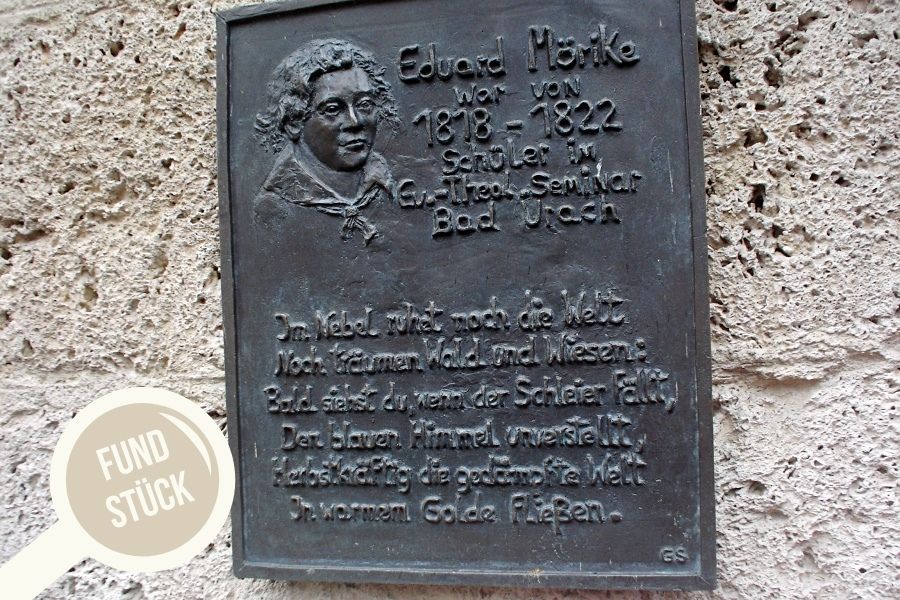 Eduard Mörike
war von
1818 - 1822
Schüler im
Ev.-Theol.-Seminar
Bad Urach
Im Nebel ruhet noch die Welt
Noch träumen Wald und Wiesen:
Bald siehst du, wenn der Schleier Fällt,
Den blauen Himmel unverstellt,
Herbstkräftig die gedämpfte Welt
In warmem Golde Fließen.
GS
FUND
STÜCK